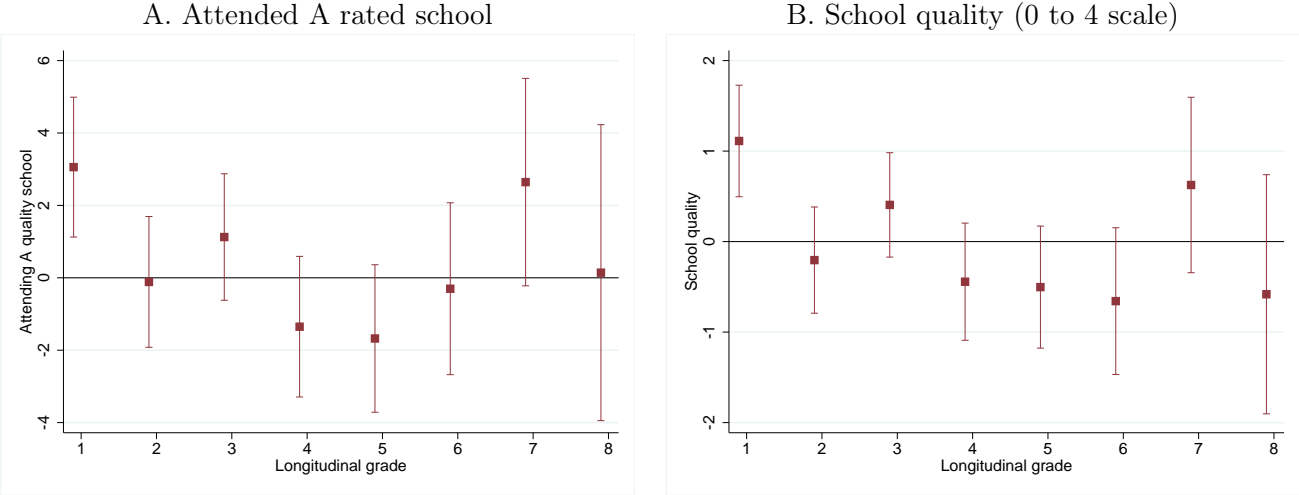 A. Attended A rated school
Attending A quality school
6
4
2
0
-2
-4
1 2 3 4 5 6 7 8
Longitudinal grade
B. School quality (0 to 4 scale)
School quality
2
1
0
-1
-2
1 2 3 4 5 6 7 8
Longitudinal grade